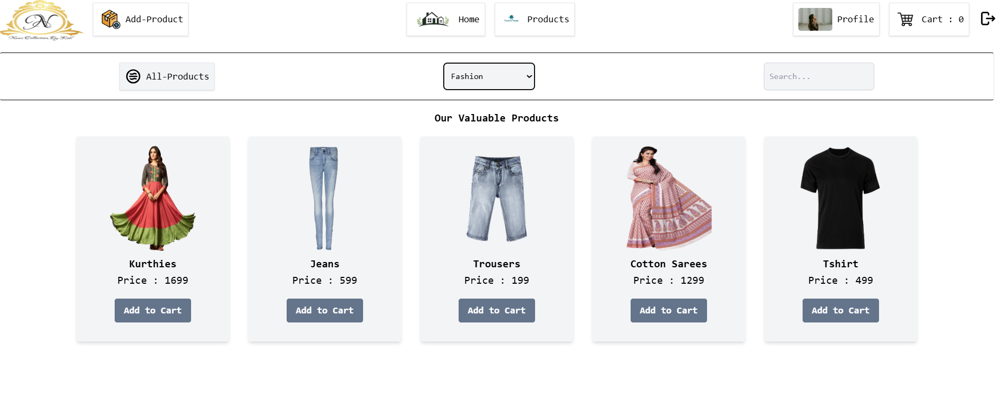 N
Add-Product
Home
Products
Profile
Cart : 0
All-Products
Fashion
Search...
Our Valuable Products
Kurthies
Price : 1699
Add to Cart
Jeans
Price : 599
Add to Cart
Trousers
Price : 199
Add to Cart
Cotton Sarees
Price : 1299
Add to Cart
Tshirt
Price : 499
Add to Cart